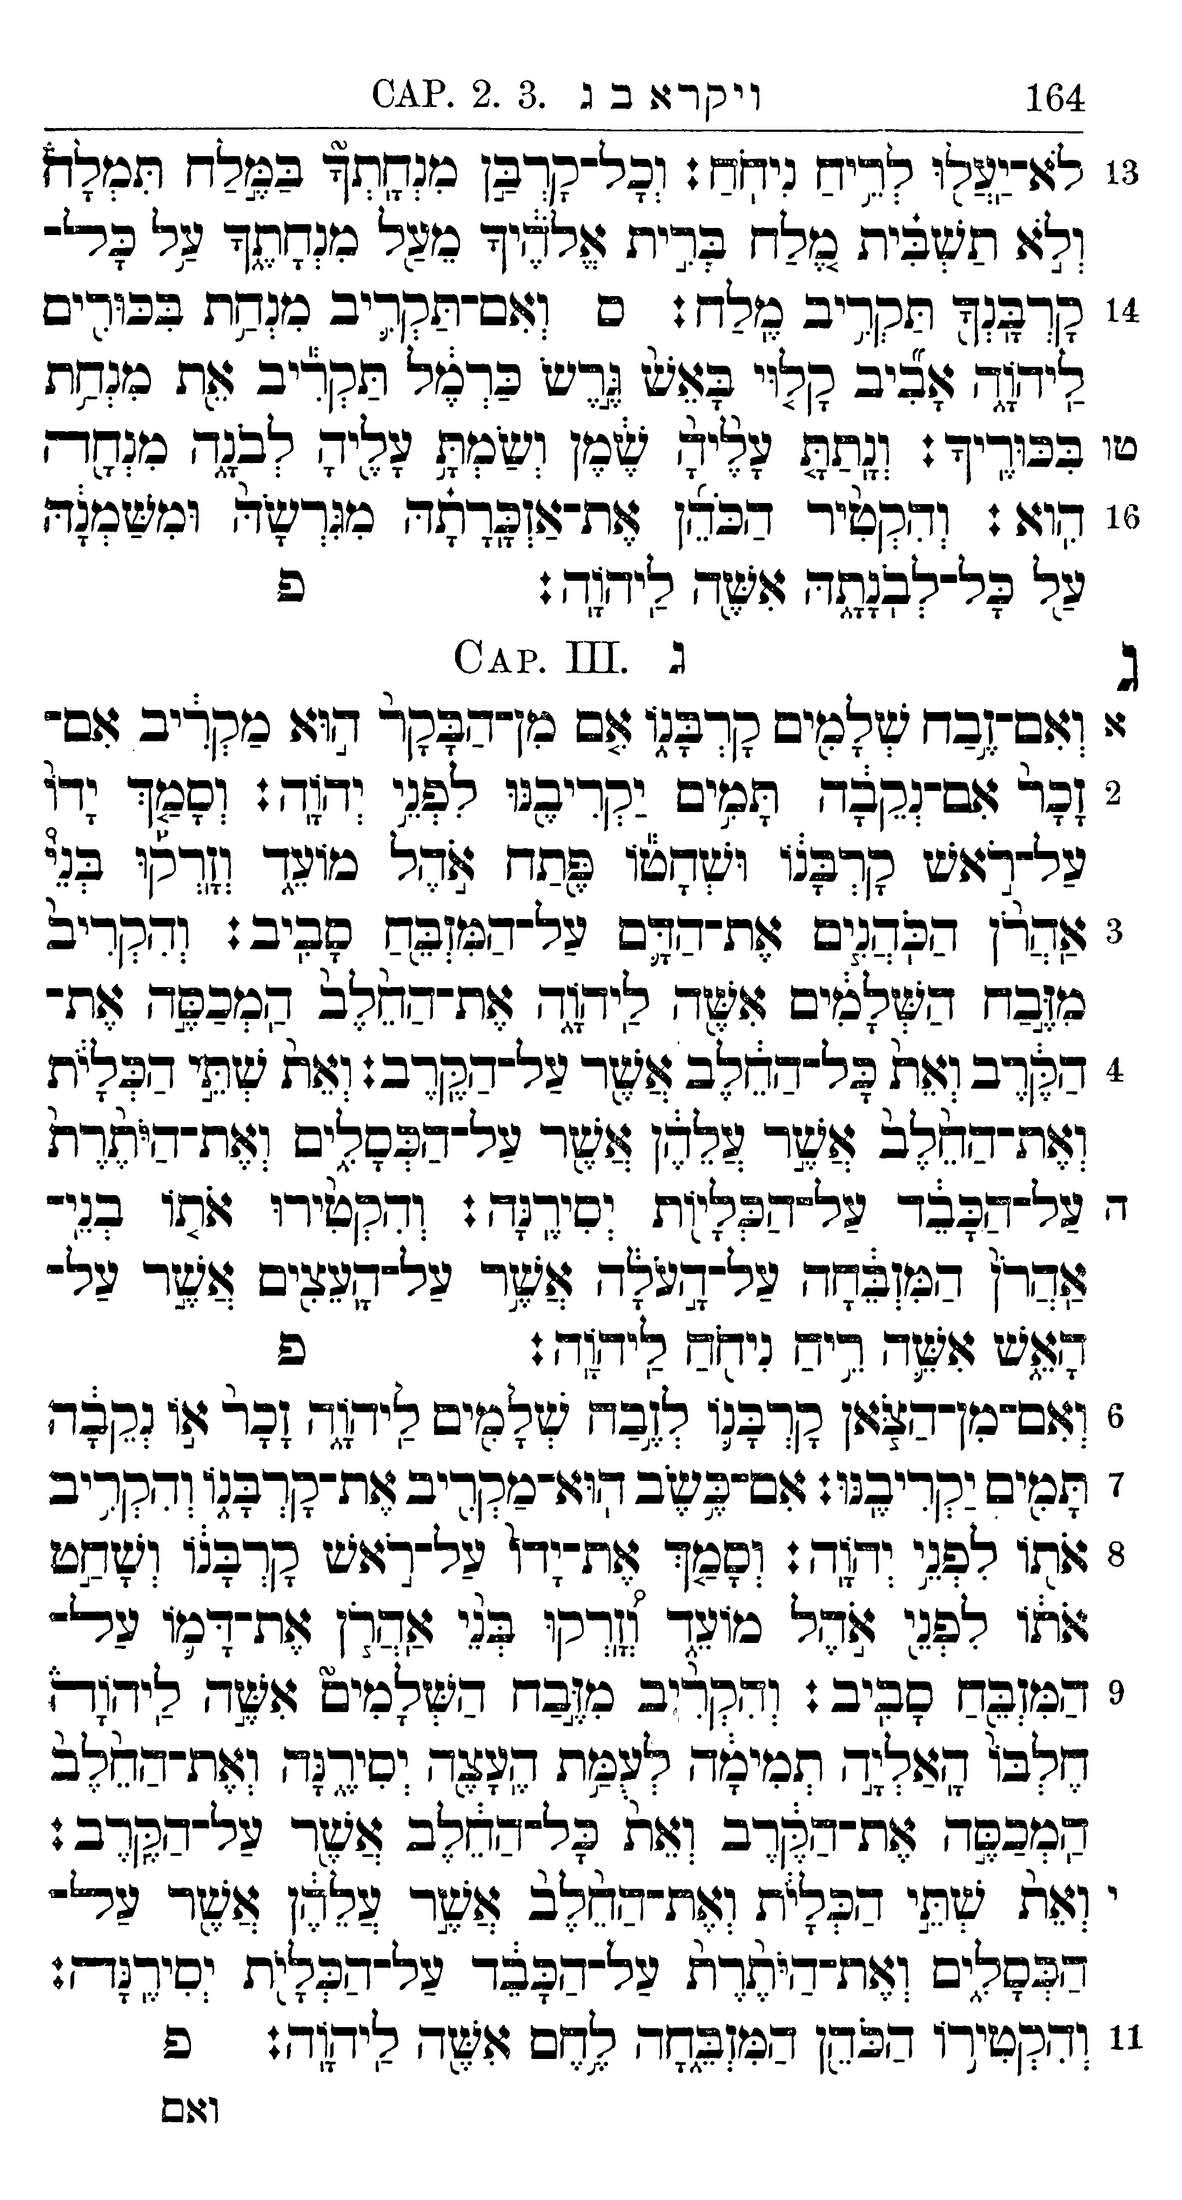 CAP. 2. 3. ויקרא ב ג 164
13 לֹא־יַֽעֲל֖וּ לְרֵ֥יחַ נִיחֹֽחַ׃ וְכׇל־קׇרְבַּ֣ן מִנְחָתְךָ֮ בַּמֶּ֣לַח תִּמְלָח֒
וְלֹ֣א תַשְׁבִּ֗ית מֶ֚לַח בְּרִ֣ית אֱלֹהֶ֔יךָ מֵעַ֖ל מִנְחָתֶ֑ךָ עַ֥ל כׇּל־
14 קׇרְבָּנְךָ֖ תַּקְרִ֥יב מֶֽלַח׃ ס וְאִם־תַּקְרִ֛יב מִנְחַ֥ת בִּכּוּרִ֖ים
לַֽיהוָֹ֑ה אָבִ֞יב קָל֤וּי בָּאֵשׁ֙ גֶּ֣רֶשׂ כַּרְמֶ֔ל תַּקְרִ֕יב אֵ֖ת מִנְחַ֥ת
טו בִּכּוּרֶֽיךָ׃ וְנָתַתָּ֤ עָלֶ֙יהָ֙ שֶׁ֔מֶן וְשַׂמְתָּ֥ עָלֶ֖יהָ לְבֹנָ֑ה מִנְחָ֖ה
16 הִֽוא׃ וְהִקְטִ֨יר הַכֹּהֵ֜ן אֶת־אַזְכָּרָתָ֗הּ מִגִּרְשָׂהּ֙ וּמִשַּׁמְנָ֔הּ
עַ֖ל כׇּל־לְבֹֽנָתָ֑הּ אִשֶּׁ֖ה לַֽיהוָֹֽה׃ פ
CAP. III. ג ג
א וְאִם־זֶ֥בַח שְׁלָמִ֖ים קׇרְבָּנ֑וֹ אִ֤ם מִן־הַבָּקָר֙ ה֣וּא מַקְרִ֔יב אִם־
2 זָכָר֙ אִם־נְקֵבָ֔ה תָּמִ֥ים יַקְרִיבֶ֖נּוּ לִפְנֵ֥י יְהוָֹֽה׃ וְסָמַ֤ךְ יָדוֹ֙
עַל־רֹ֣אשׁ קׇרְבָּנ֔וֹ וּשְׁחָט֕וֹ פֶּ֖תַח אֹ֣הֶל מוֹעֵ֑ד וְזָרְק֡וּ בְּנֵי֩
3 אַֽהֲרֹ֨ן הַכֹּֽהֲנִ֧ים אֶת־הַדָּ֛ם עַל־הַמִּזְבֵּ֖חַ סָבִֽיב׃ וְהִקְרִיב֙
מִזֶּ֣בַח הַשְּׁלָמִ֔ים אִשֶּׁ֖ה לַֽיהוָֹ֑ה אֶת־הַחֵ֙לֶב֙ הַֽמְכַסֶּ֣ה אֶת־
4 הַקֶּ֔רֶב וְאֵת֙ כׇּל־הַחֵ֔לֶב אֲשֶׁ֖ר עַל־הַקֶּֽרֶב׃ וְאֵת֙ שְׁתֵּ֣י הַכְּלָיֹ֔ת
וְאֶת־הַחֵ֙לֶב֙ אֲשֶׁ֣ר עֲלֵהֶ֔ן אֲשֶׁ֖ר עַל־הַכְּסָלִ֑ים וְאֶת־הַיֹּתֶ֙רֶת֙
ה עַל־הַכָּבֵ֔ד עַל־הַכְּלָי֖וֹת יְסִירֶֽנָּה׃ וְהִקְטִ֨ירוּ אֹת֤וֹ בְנֵֽי־
אַֽהֲרֹן֙ הַמִּזְבֵּ֔חָה עַל־הָ֣עֹלָ֔ה אֲשֶׁ֥ר עַל־הָֽעֵצִ֖ים אֲשֶׁ֣ר עַל־
הָאֵ֑שׁ אִשֵּׁ֛ה רֵ֥יחַ נִיחֹ֖חַ לַֽיהוָֹֽה׃ פ
6 וְאִם־מִן־הַצֹּ֧אן קׇרְבָּנ֛וֹ לְזֶ֥בַח שְׁלָמִ֖ים לַֽיהוָֹ֑ה זָכָר֙ א֣וֹ נְקֵבָ֔ה
7 תָּמִ֖ים יַקְרִיבֶֽנּוּ׃ אִם־כֶּ֥שֶׂב הֽוּא־מַקְרִ֖יב אֶת־קׇרְבָּנ֑וֹ וְהִקְרִ֥יב
8 אֹת֖וֹ לִפְנֵ֥י יְהוָֹֽה׃ וְסָמַ֤ךְ אֶת־יָדוֹ֙ עַל־רֹ֣אשׁ קׇרְבָּנ֔וֹ וְשָׁחַ֣ט
אֹת֔וֹ לִפְנֵ֖י אֹ֣הֶל מוֹעֵ֑ד וְ֠זָרְקוּ בְּנֵ֨י אַֽהֲרֹ֧ן אֶת־דָּמ֛וֹ עַל־
9 הַמִּזְבֵּ֖חַ סָבִֽיב׃ וְהִקְרִ֨יב מִזֶּ֣בַח הַשְּׁלָמִים֮ אִשֶּׁ֣ה לַֽיהוָֹה֒
חֶלְבּוֹ֙ הָֽאַלְיָ֣ה תְמִימָ֔ה לְעֻמַּ֥ת הֶֽעָצֶ֖ה יְסִירֶ֑נָּה וְאֶת־הַחֵ֙לֶב֙
הַֽמְכַסֶּ֣ה אֶת־הַקֶּ֔רֶב וְאֵת֙ כׇּל־הַחֵ֔לֶב אֲשֶׁ֖ר עַל־הַקֶּֽרֶב׃
י וְאֵת֙ שְׁתֵּ֣י הַכְּלָיֹ֔ת וְאֶת־הַחֵ֙לֶב֙ אֲשֶׁ֣ר עֲלֵהֶ֔ן אֲשֶׁ֖ר עַל־
הַכְּסָלִ֑ים וְאֶת־הַיֹּתֶ֙רֶת֙ עַל־הַכָּבֵ֔ד עַל־הַכְּלָיֹ֖ת יְסִירֶֽנָּה׃
11 וְהִקְטִיר֥וֹ הַכֹּהֵ֖ן הַמִּזְבֵּ֑חָה לֶ֥חֶם אִשֶּׁ֖ה לַֽיהוָֹֽה׃ פ
ואם